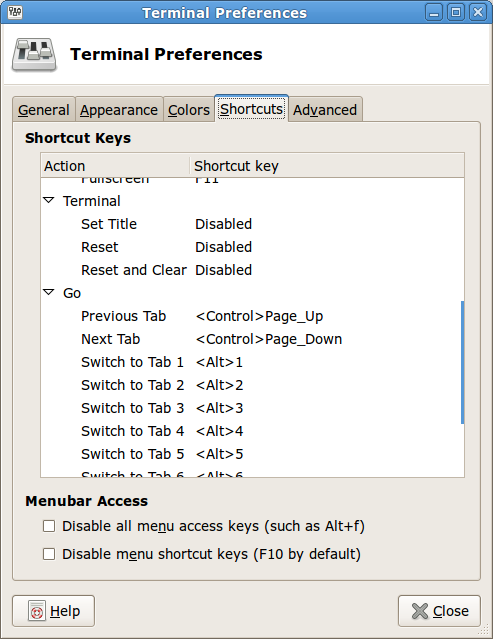 Terminal Preferences
Terminal Preferences
General Appearance Colors Shortcuts Advanced
Shortcut Keys
Action Shortcut key
Fullscreen F11
Terminal
Set Title Disabled
Reset Disabled
Reset and Clear Disabled
Go
Previous Tab <Control>Page_Up
Next Tab <Control>Page_Down
Switch to Tab 1 <Alt>1
Switch to Tab 2 <Alt>2
Switch to Tab 3 <Alt>3
Switch to Tab 4 <Alt>4
Switch to Tab 5 <Alt>5
Switch to Tab 6 <Alt>6
Menubar Access
Disable all menu access keys (such as Alt+f)
Disable menu shortcut keys (F10 by default)
Help Close